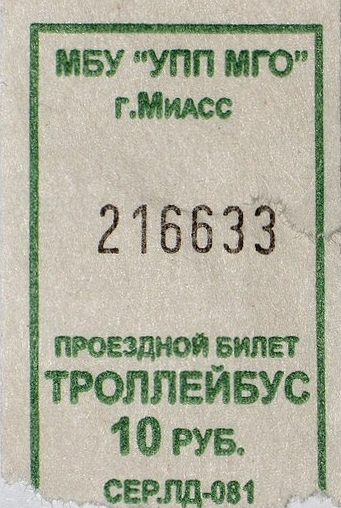 МБУ "УПП МГО"
г.Миасс
216633
ПРОЕЗДНОЙ БИЛЕТ
ТРОЛЛЕЙБУС
10 РУБ.
СЕР.ЛД-081